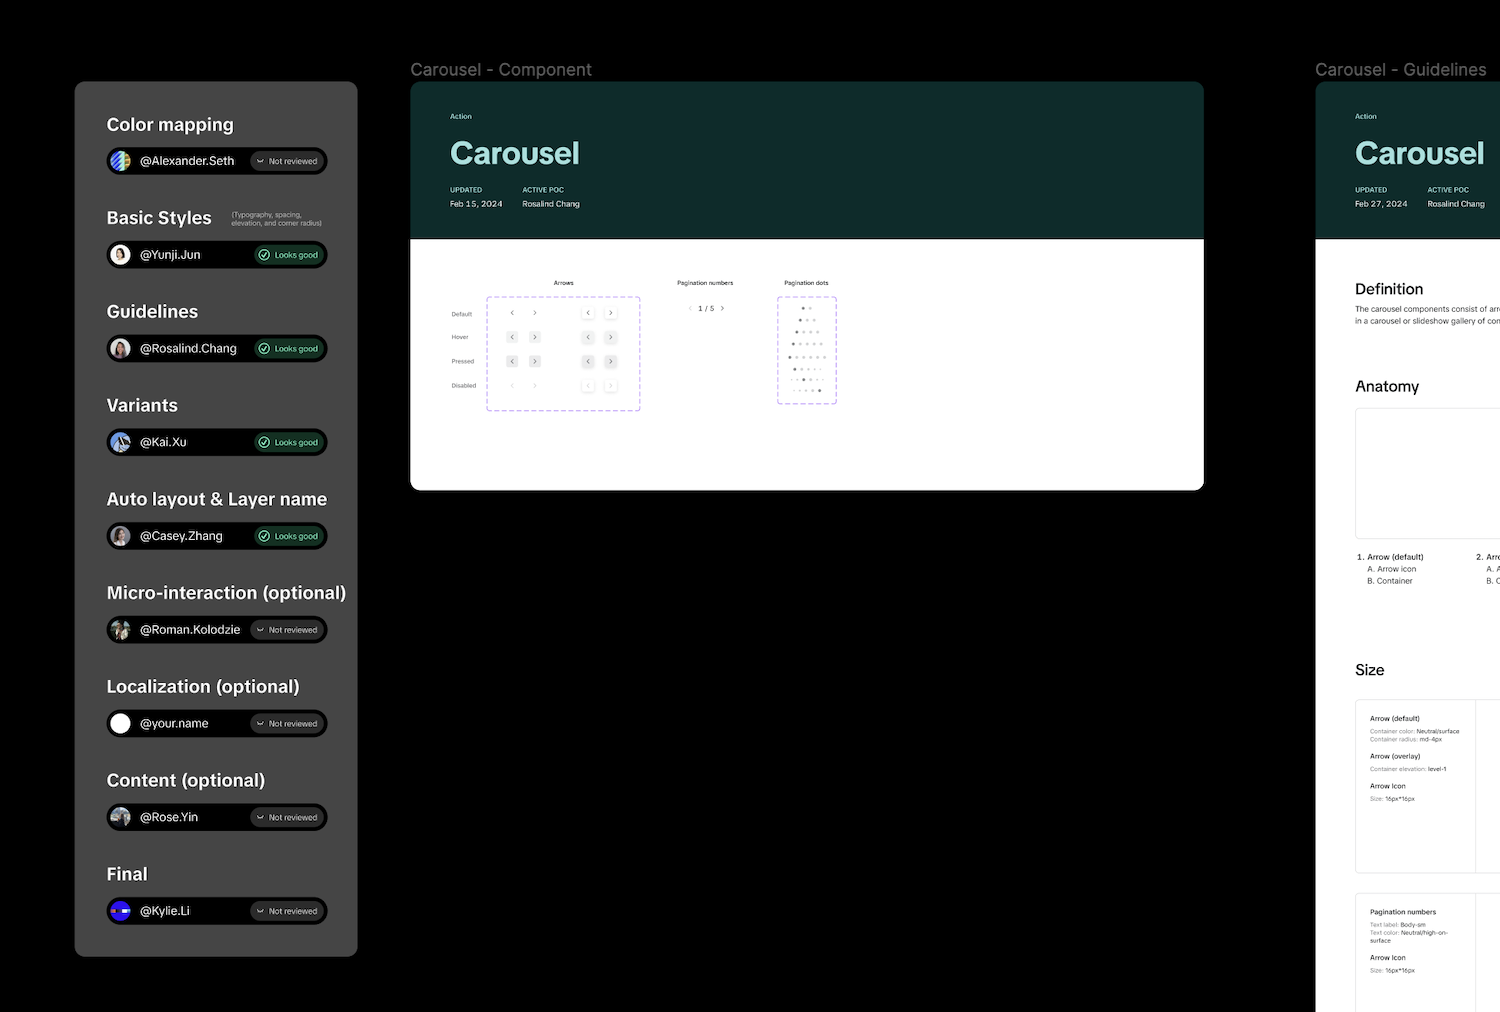 Color mapping
@Alexander.Seth
Not reviewed
Basic Styles
(Typography, spacing,
elevation, and corner radius)
@Yunji.Jun
Looks good
Guidelines
@Rosalind.Chang
Looks good
Variants
@Kai.Xu
Looks good
Auto layout & Layer name
@Casey.Zhang
Looks good
Micro-interaction (optional)
@Roman.Kolodzie
Not reviewed
Localization (optional)
@your.name
Not reviewed
Content (optional)
@Rose.Yin
Not reviewed
Final
@Kylie.Li
Not reviewed
Carousel - Component
Action
Carousel
UPDATED
ACTIVE POC
Feb 15, 2024
Rosalind Chang
Arrows
Pagination numbers
Pagination dots
Default
1 / 5
Hover
Pressed
Disabled
Carousel - Guidelines
Action
Carousel
UPDATED
ACTIVE POC
Feb 27, 2024
Rosalind Chang
Definition
The carousel components consist of arr
in a carousel or slideshow gallery of con
Anatomy
1. Arrow (default)
A. Arrow icon
B. Container
2. Arro
A. A
B. C
Size
Arrow (default)
Container color: Neutral/surface
Container radius: md-4px
Arrow (overlay)
Container elevation: level-1
Arrow Icon
Size: 16px*16px
Pagination numbers
Text label: Body-sm
Text color: Neutral/high-on-
surface
Arrow Icon
Size: 16px*16px